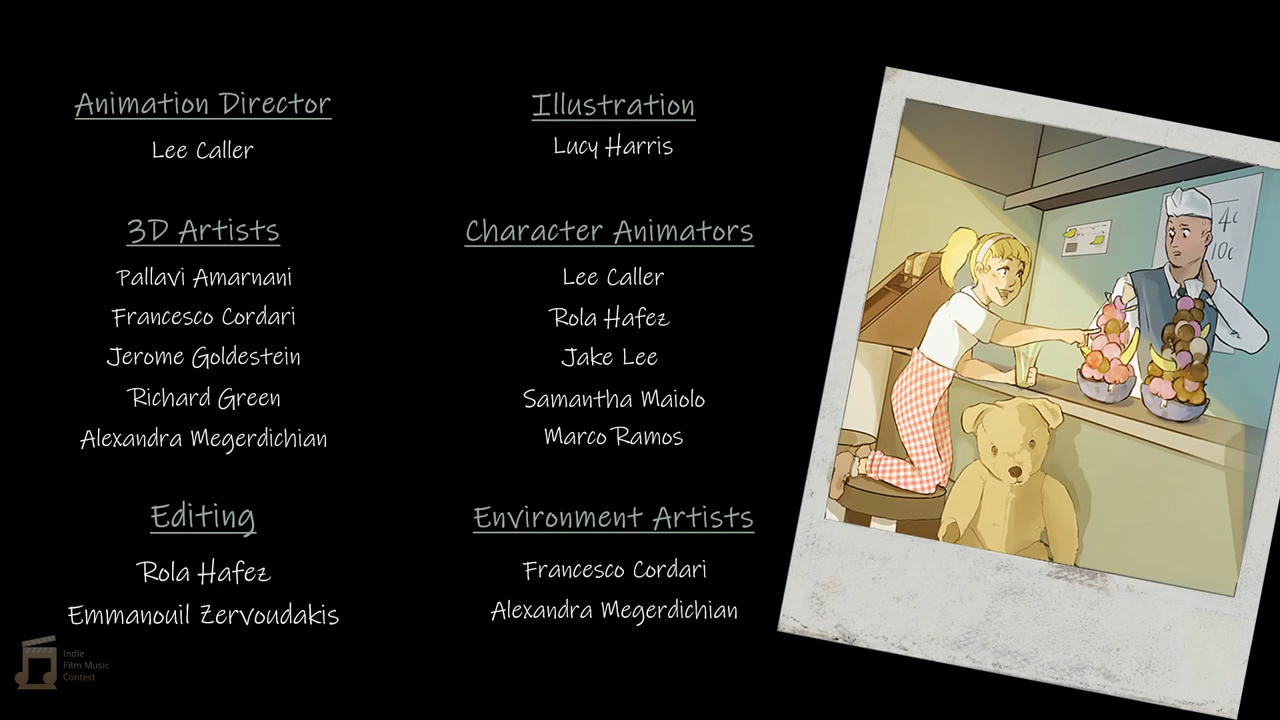 Animation Director
Lee Caller
3D Artists
Pallavi Amarnani
Francesco Cordari
Jerome Goldestein
Richard Green
Alexandra Megerdichian
Editing
Rola Hafez
Emmanouil Zervoudakis
Illustration
Lucy Harris
Character Animators
Lee Caller
Rola Hafez
Jake Lee
Samantha Maiolo
Marco Ramos
Environment Artists
Francesco Cordari
Alexandra Megerdichian
4¢
10¢
Indie
Film Music
Contest